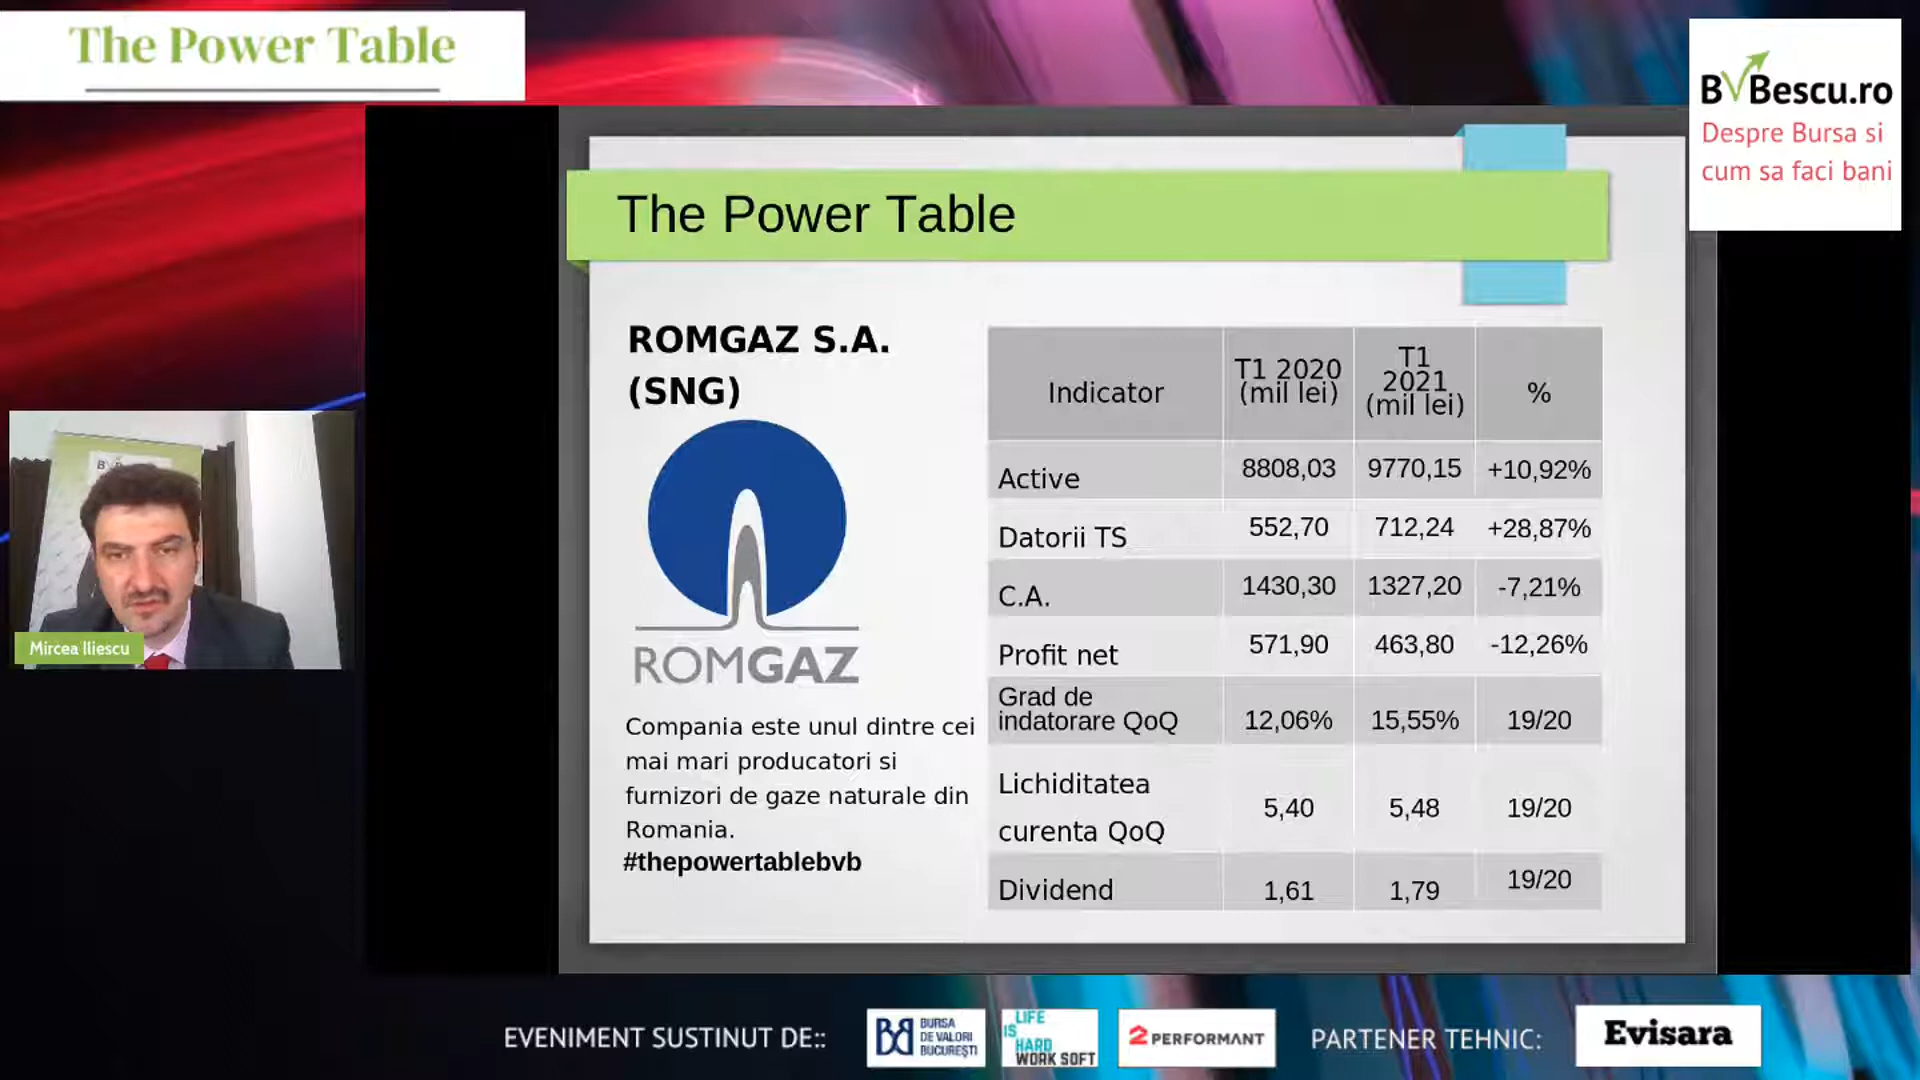 The Power Table
BVBescu.ro
Despre Bursa si
cum sa faci bani
The Power Table
ROMGAZ S.A.
(SNG)
ROMGAZ
Compania este unul dintre cei
mai mari producatori si
furnizori de gaze naturale din
Romania.
#thepowertablebvb
Indicator T1 2020 (mil lei) T1 2021 (mil lei) %
Active 8808,03 9770,15 +10,92%
Datorii TS 552,70 712,24 +28,87%
C.A. 1430,30 1327,20 -7,21%
Profit net 571,90 463,80 -12,26%
Grad de indatorare QoQ 12,06% 15,55% 19/20
Lichiditatea curenta QoQ 5,40 5,48 19/20
Dividend 1,61 1,79 19/20
Mircea Iliescu
EVENIMENT SUSTINUT DE::
BURSA
DE VALORI
BUCUREȘTI
LIFE
IS
HARD
WORK SOFT
2PERFORMANT
PARTENER TEHNIC:
Evisara